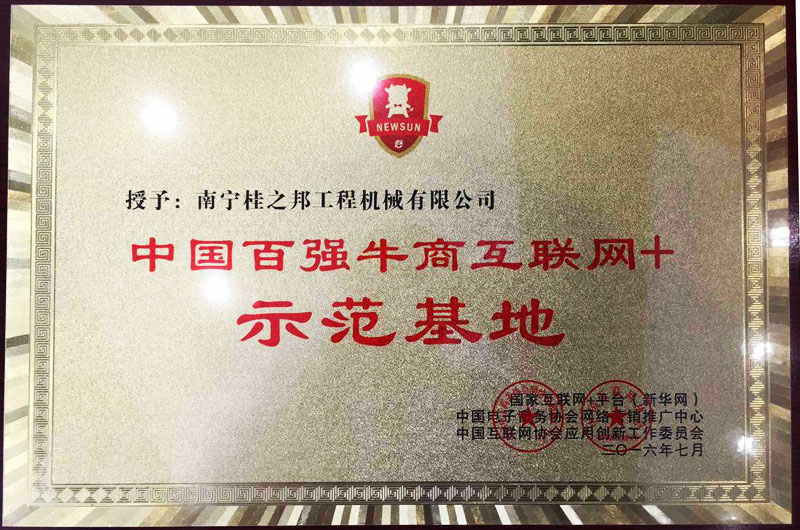 NEWSUN
授予：南宁桂之邦工程机械有限公司
中国百强牛商互联网+
示范基地
国家互联网+平台（新华网）
中国电子商务协会网络营销推广中心
中国互联网协会应用创新工作委员会
二〇一六年七月